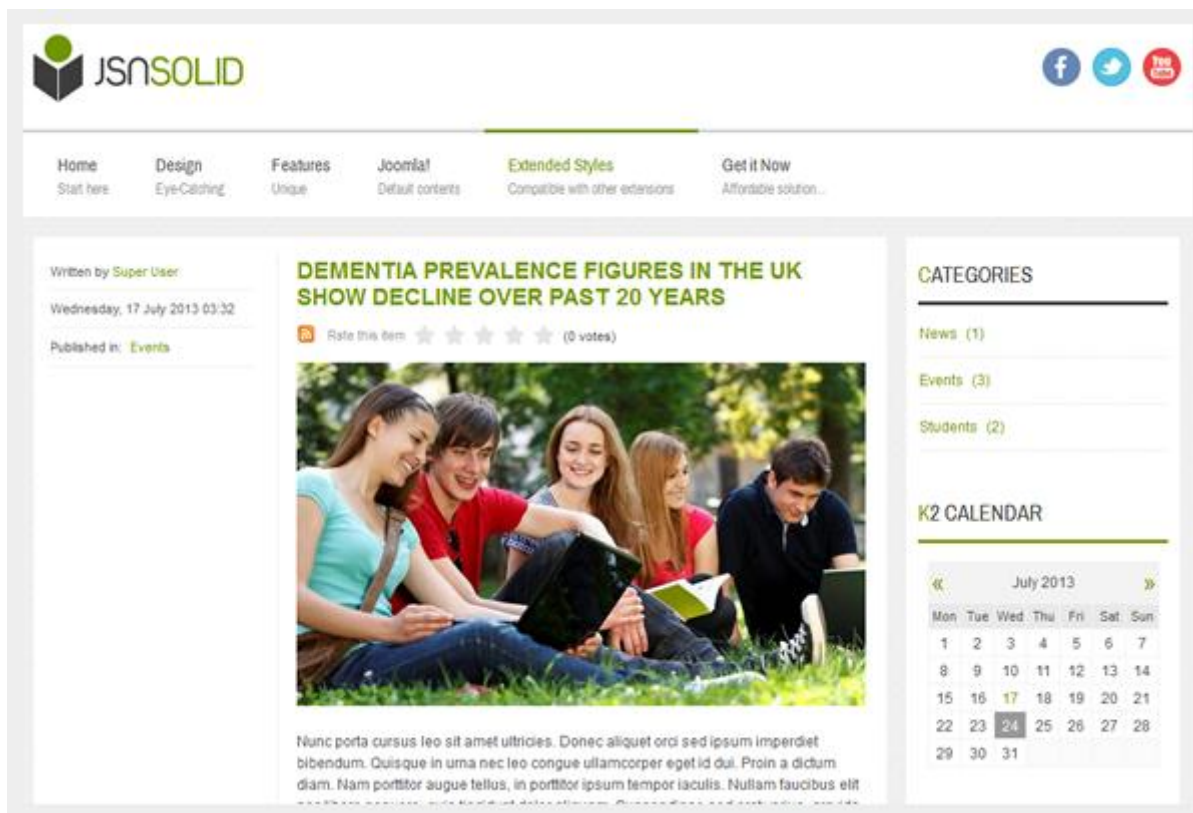 JSNSOLID
f
You
Tube
Home
Start here
Design
Eye-Catching
Features
Unique
Joomla!
Default contents
Extended Styles
Compatible with other extensions
Get it Now
Affordable solution...
Written by Super User
Wednesday, 17 July 2013 03:32
Published in: Events
DEMENTIA PREVALENCE FIGURES IN THE UK
SHOW DECLINE OVER PAST 20 YEARS
Rate this item (0 votes)
Nunc porta cursus leo sit amet ultricies. Donec aliquet orci sed ipsum imperdiet
bibendum. Quisque in urna nec leo congue ullamcorper eget id dui. Proin a dictum
diam. Nam porttitor augue tellus, in porttitor ipsum tempor iaculis. Nullam faucibus elit
CATEGORIES
News (1)
Events (3)
Students (2)
K2 CALENDAR
« July 2013 »
Mon Tue Wed Thu Fri Sat Sun
1 2 3 4 5 6 7
8 9 10 11 12 13 14
15 16 17 18 19 20 21
22 23 24 25 26 27 28
29 30 31